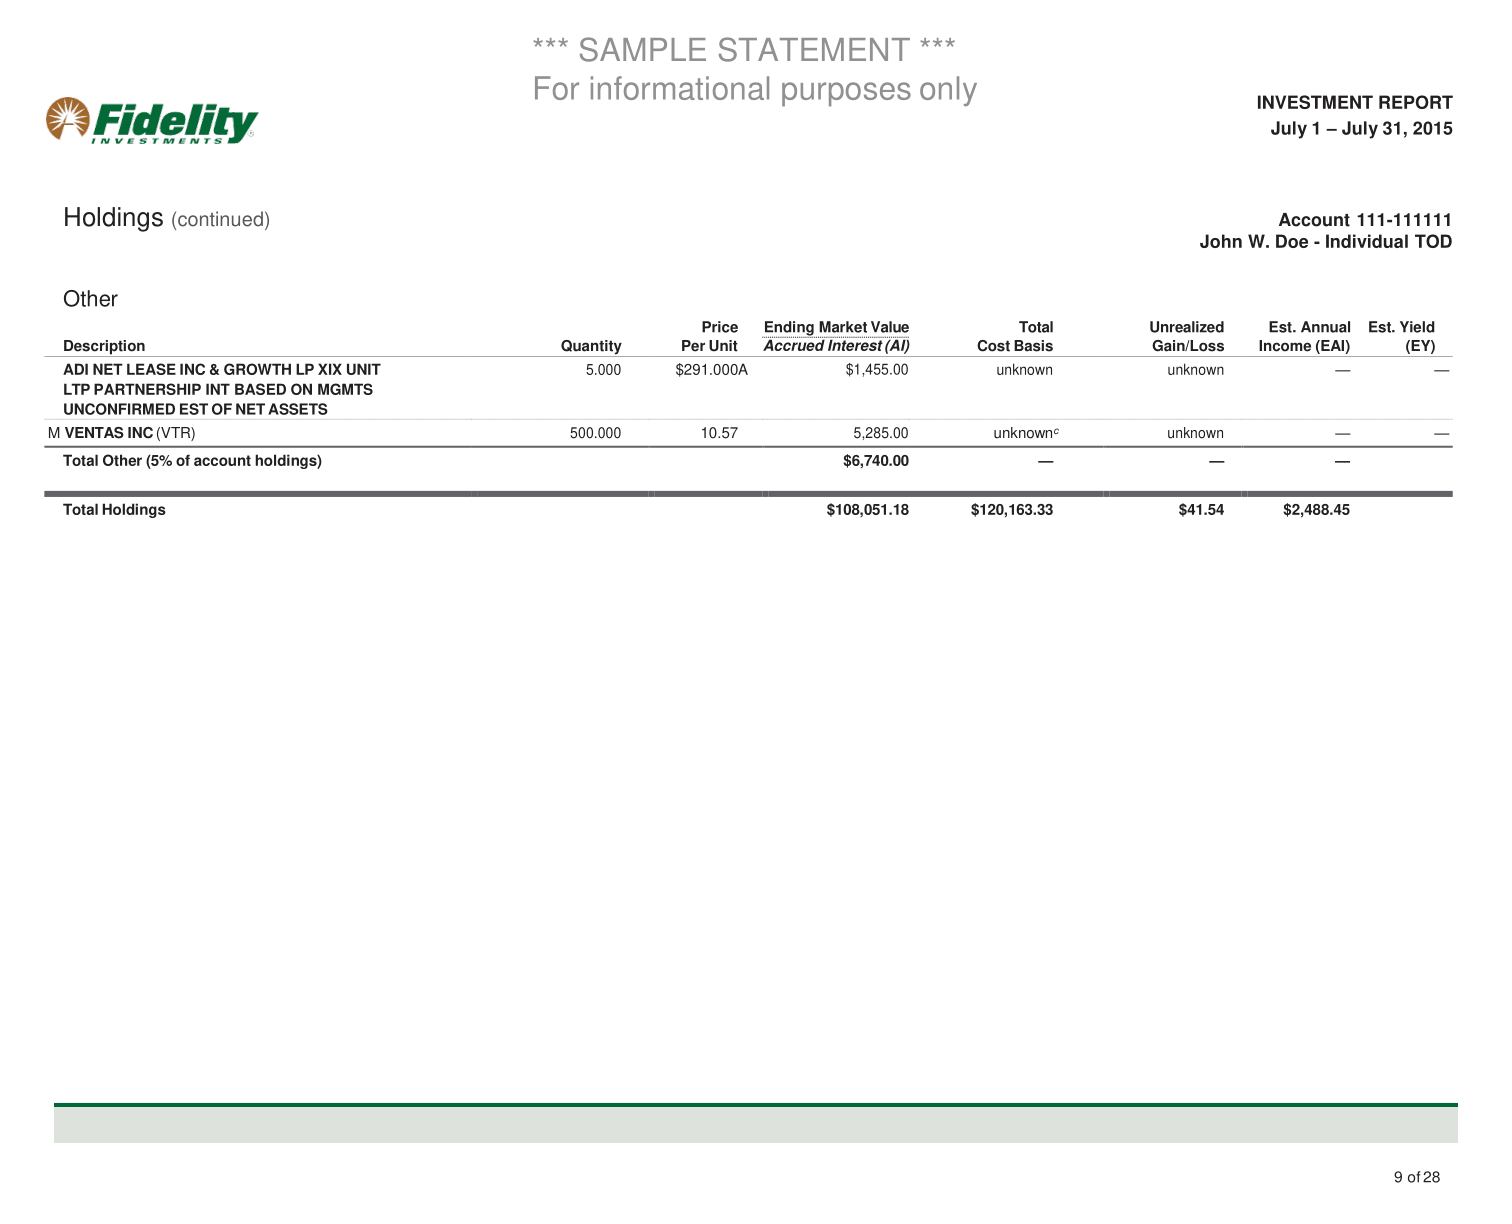 *** SAMPLE STATEMENT ***
For informational purposes only
Fidelity
INVESTMENTS
INVESTMENT REPORT
July 1 – July 31, 2015
Holdings (continued)
Account 111-111111
John W. Doe - Individual TOD
Other
Price Ending Market Value Total Unrealized Est. Annual Est. Yield
Description Quantity Per Unit Accrued Interest (AI) Cost Basis Gain/Loss Income (EAI) (EY)
ADI NET LEASE INC & GROWTH LP XIX UNIT 5.000 $291.000A $1,455.00 unknown unknown — —
LTP PARTNERSHIP INT BASED ON MGMTS
UNCONFIRMED EST OF NET ASSETS
M VENTAS INC (VTR) 500.000 10.57 5,285.00 unknownc unknown — —
Total Other (5% of account holdings) $6,740.00 — — —
Total Holdings $108,051.18 $120,163.33 $41.54 $2,488.45
9 of 28